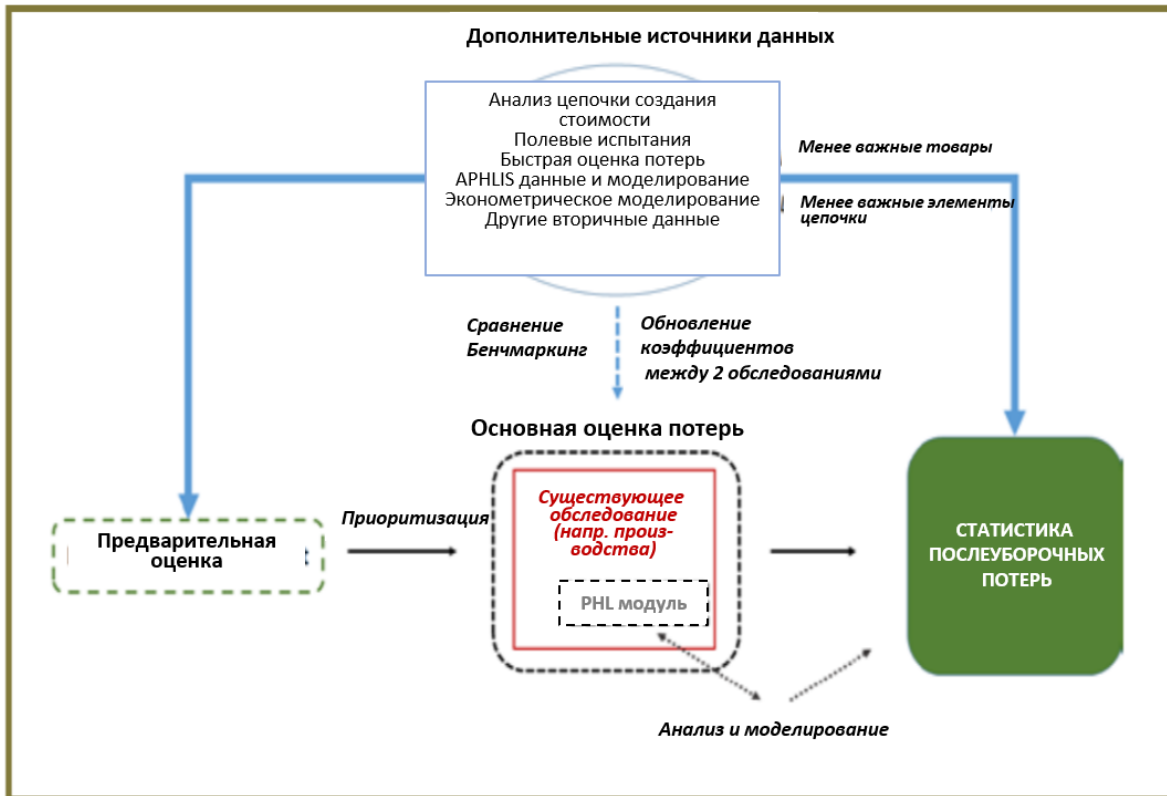 Дополнительные источники данных
Анализ цепочки создания
стоимости
Полевые испытания
Быстрая оценка потерь
APHLIS данные и моделирование
Эконометрическое моделирование
Другие вторичные данные
Менее важные товары
Менее важные элементы
цепочки
Сравнение
Бенчмаркинг
Обновление
коэффициентов
между 2 обследованиями
Основная оценка потерь
Предварительная
оценка
Приоритизация
Существующее
обследование
(напр. произ-
водства)
PHL модуль
СТАТИСТИКА
ПОСЛЕУБОРОЧНЫХ
ПОТЕРЬ
Анализ и моделирование